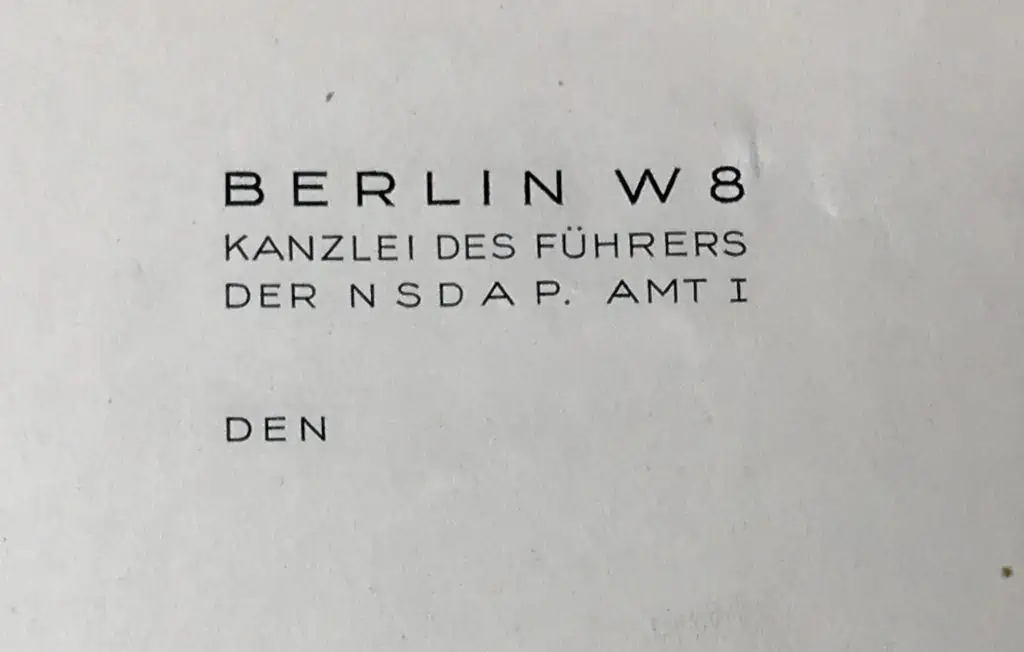 BERLIN W 8
KANZLEI DES FÜHRERS
DER NSDAP. AMT I
DEN